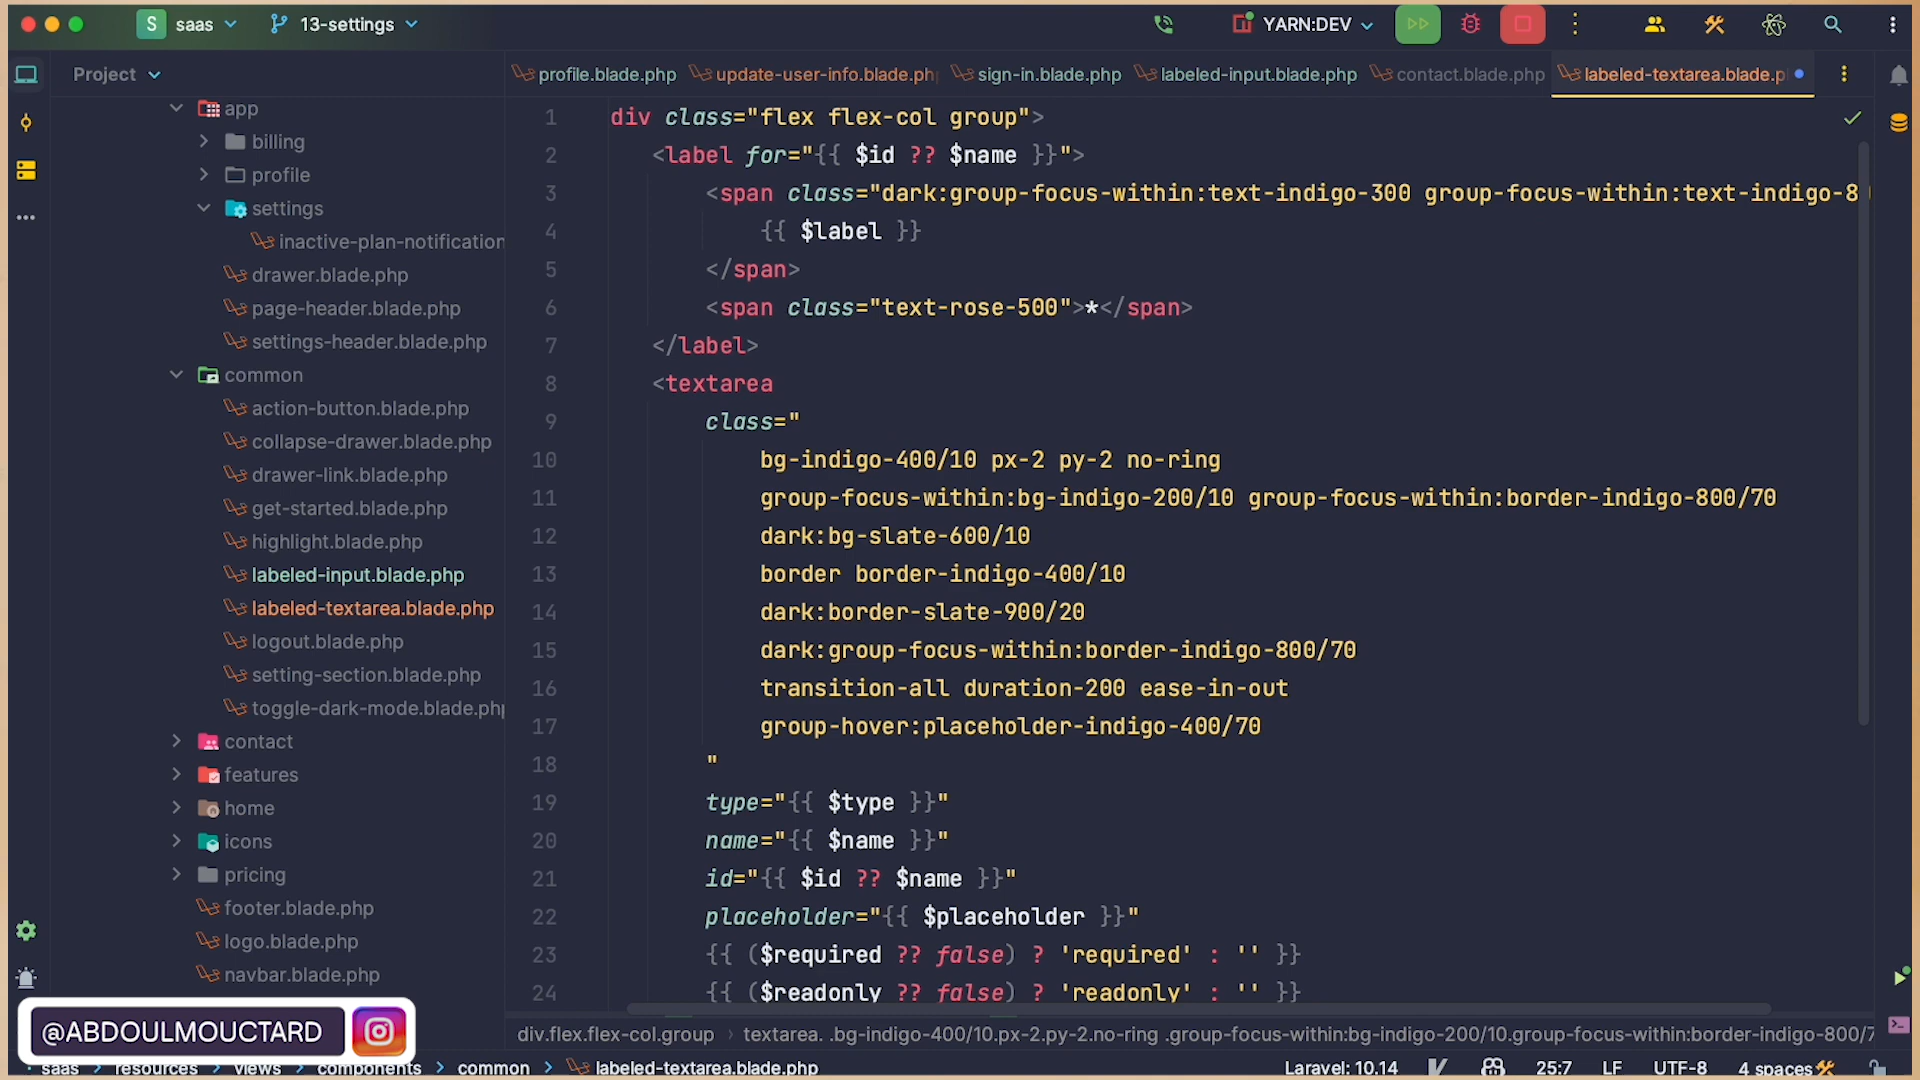 S saas 13-settings YARN:DEV
Project
profile.blade.php update-user-info.blade.ph sign-in.blade.php labeled-input.blade.php contact.blade.php labeled-textarea.blade.p
app
billing
profile
settings
inactive-plan-notification
drawer.blade.php
page-header.blade.php
settings-header.blade.php
common
action-button.blade.php
collapse-drawer.blade.php
drawer-link.blade.php
get-started.blade.php
highlight.blade.php
labeled-input.blade.php
labeled-textarea.blade.php
logout.blade.php
setting-section.blade.php
toggle-dark-mode.blade.php
contact
features
home
icons
pricing
footer.blade.php
logo.blade.php
navbar.blade.php
1 div class="flex flex-col group">
2 <label for="{{ $id ?? $name }}">
3 <span class="dark:group-focus-within:text-indigo-300 group-focus-within:text-indigo-80
4 {{ $label }}
5 </span>
6 <span class="text-rose-500">*</span>
7 </label>
8 <textarea
9 class="
10 bg-indigo-400/10 px-2 py-2 no-ring
11 group-focus-within:bg-indigo-200/10 group-focus-within:border-indigo-800/70
12 dark:bg-slate-600/10
13 border border-indigo-400/10
14 dark:border-slate-900/20
15 dark:group-focus-within:border-indigo-800/70
16 transition-all duration-200 ease-in-out
17 group-hover:placeholder-indigo-400/70
18 "
19 type="{{ $type }}"
20 name="{{ $name }}"
21 id="{{ $id ?? $name }}"
22 placeholder="{{ $placeholder }}"
23 {{ ($required ?? false) ? 'required' : '' }}
24 {{ ($readonly ?? false) ? 'readonly' : '' }}
@ABDOULMOUCTARD
div.flex.flex-col.group › textarea. .bg-indigo-400/10.px-2.py-2.no-ring .group-focus-within:bg-indigo-200/10.group-focus-within:border-indigo-800/7
saas › resources › views › components › common › labeled-textarea.blade.php Laravel: 10.14 25:7 LF UTF-8 4 spaces